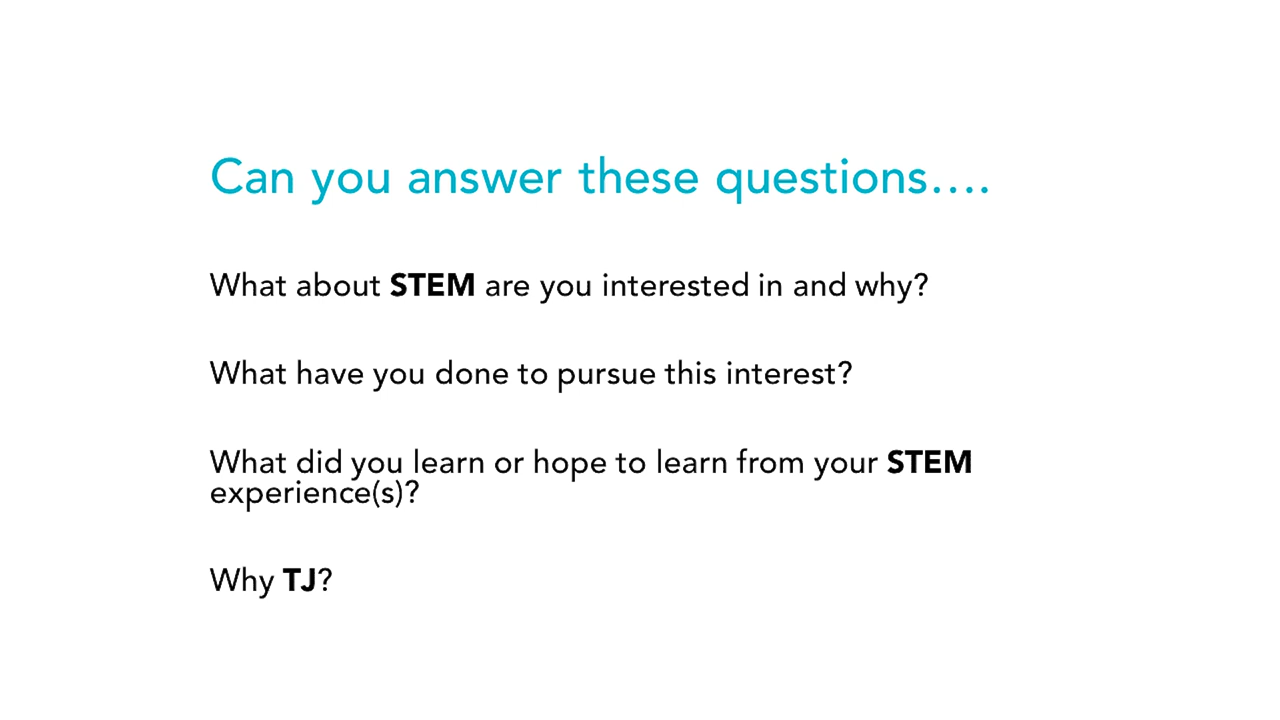 Can you answer these questions....
What about STEM are you interested in and why?
What have you done to pursue this interest?
What did you learn or hope to learn from your STEM
experience(s)?
Why TJ?